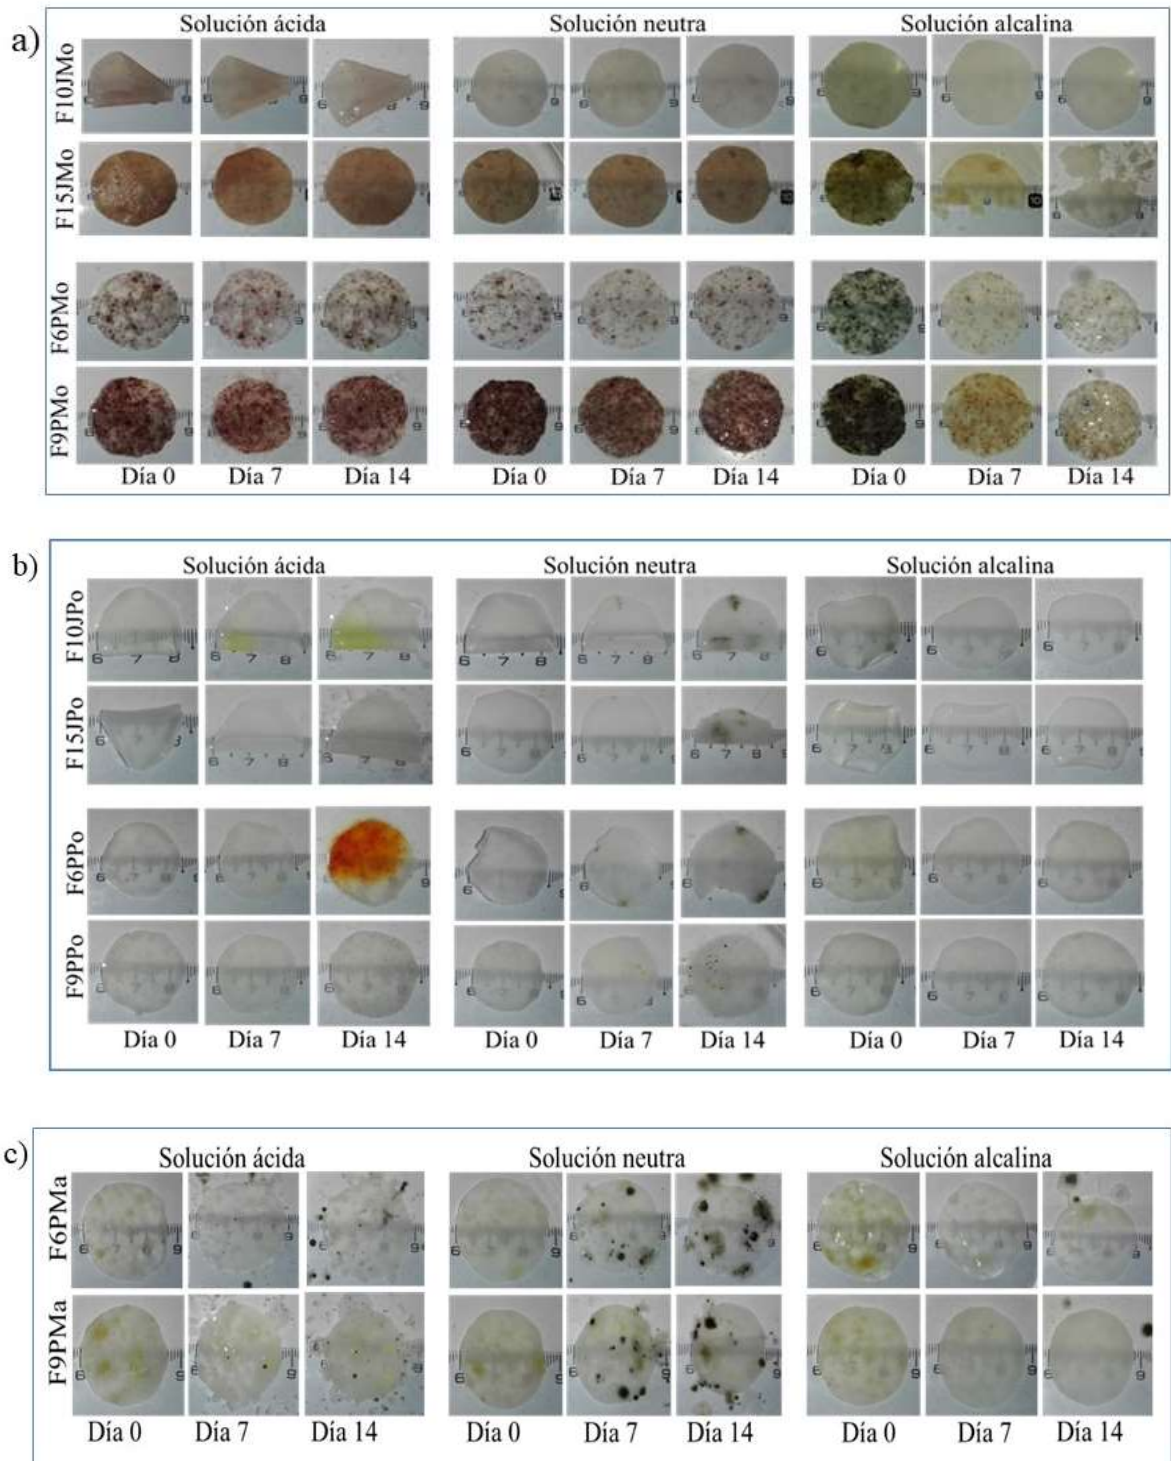 a)
Solución ácida Solución neutra Solución alcalina
F10JMo
F15JMo
F6PMo
F9PMo
Día 0 Día 7 Día 14 Día 0 Día 7 Día 14 Día 0 Día 7 Día 14
b)
Solución ácida Solución neutra Solución alcalina
F10JPo
F15JPo
F6PPo
F9PPo
Día 0 Día 7 Día 14 Día 0 Día 7 Día 14 Día 0 Día 7 Día 14
c)
Solución ácida Solución neutra Solución alcalina
F6PMa
F9PMa
Día 0 Día 7 Día 14 Día 0 Día 7 Día 14 Día 0 Día 7 Día 14